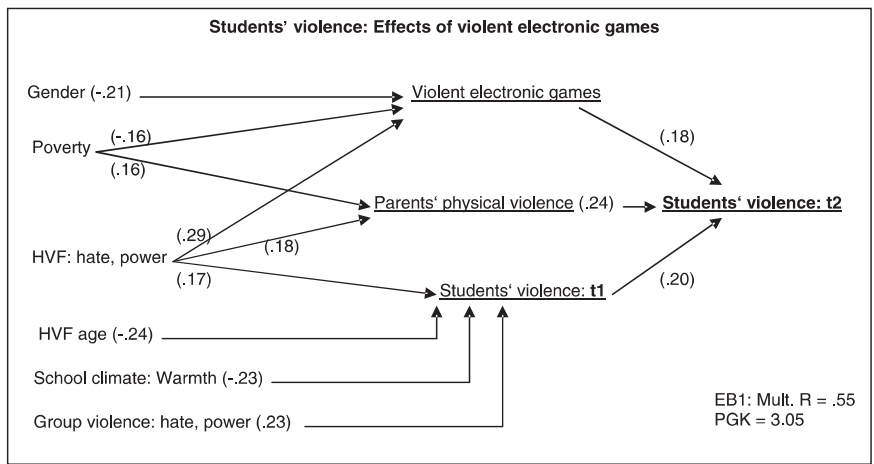 Students‘ violence: Effects of violent electronic games
Gender (-.21)
Violent electronic games
(-.16)
Poverty
(.16)
(.18)
Parents‘ physical violence (.24)
Students‘ violence: t2
(.29)
(.18)
HVF: hate, power
(.17)
Students‘ violence: t1
(.20)
HVF age (-.24)
School climate: Warmth (-.23)
Group violence: hate, power (.23)
EB1: Mult. R = .55
PGK = 3.05